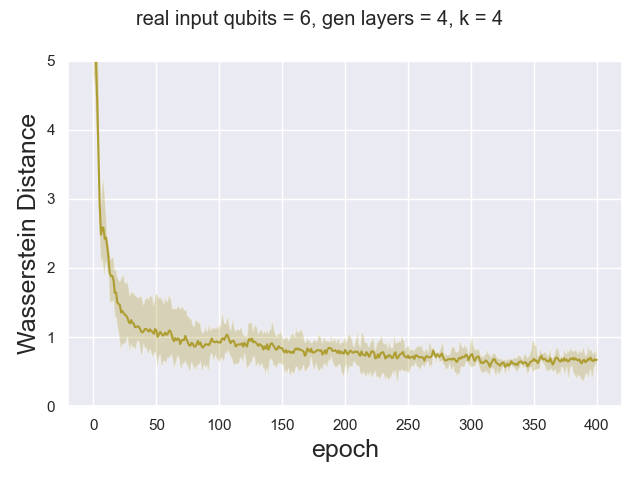 real input qubits = 6, gen layers = 4, k = 4
5
4
3
2
1
0
Wasserstein Distance
0 50 100 150 200 250 300 350 400
epoch